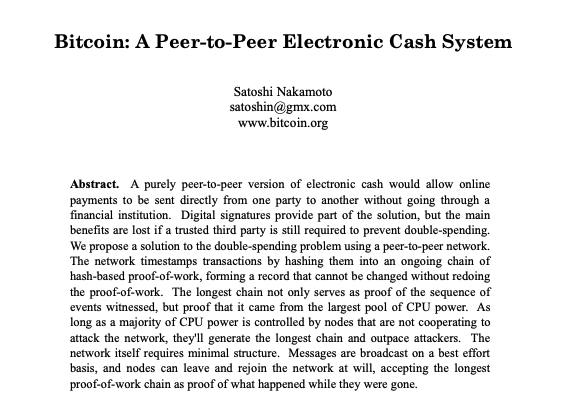 Bitcoin: A Peer-to-Peer Electronic Cash System
Satoshi Nakamoto
satoshin@gmx.com
www.bitcoin.org
Abstract. A purely peer-to-peer version of electronic cash would allow online
payments to be sent directly from one party to another without going through a
financial institution. Digital signatures provide part of the solution, but the main
benefits are lost if a trusted third party is still required to prevent double-spending.
We propose a solution to the double-spending problem using a peer-to-peer network.
The network timestamps transactions by hashing them into an ongoing chain of
hash-based proof-of-work, forming a record that cannot be changed without redoing
the proof-of-work. The longest chain not only serves as proof of the sequence of
events witnessed, but proof that it came from the largest pool of CPU power. As
long as a majority of CPU power is controlled by nodes that are not cooperating to
attack the network, they'll generate the longest chain and outpace attackers. The
network itself requires minimal structure. Messages are broadcast on a best effort
basis, and nodes can leave and rejoin the network at will, accepting the longest
proof-of-work chain as proof of what happened while they were gone.